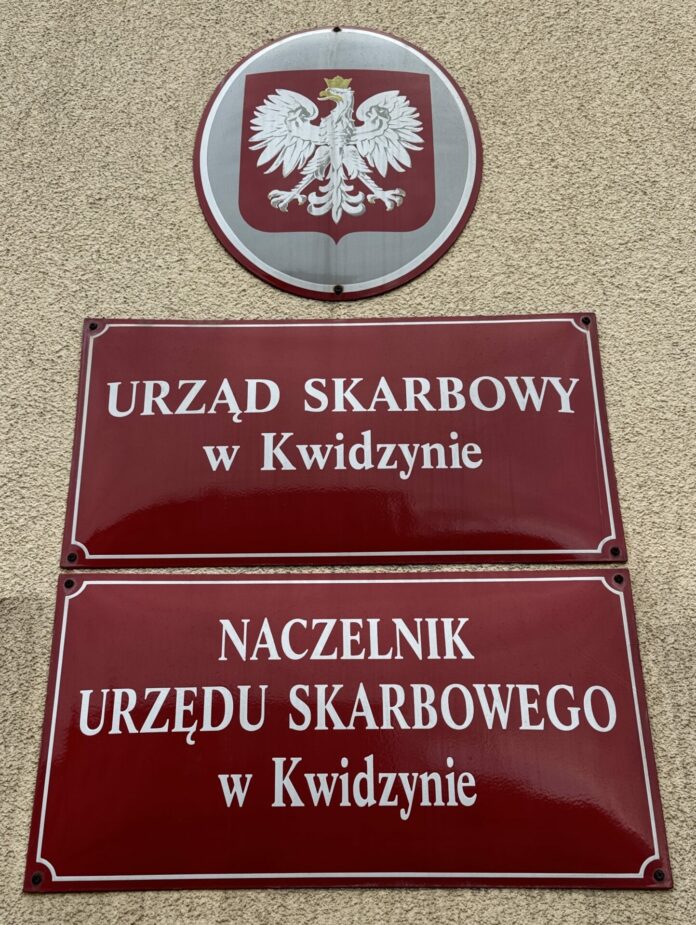 URZĄD SKARBOWY
w Kwidzynie
NACZELNIK
URZĘDU SKARBOWEGO
w Kwidzynie